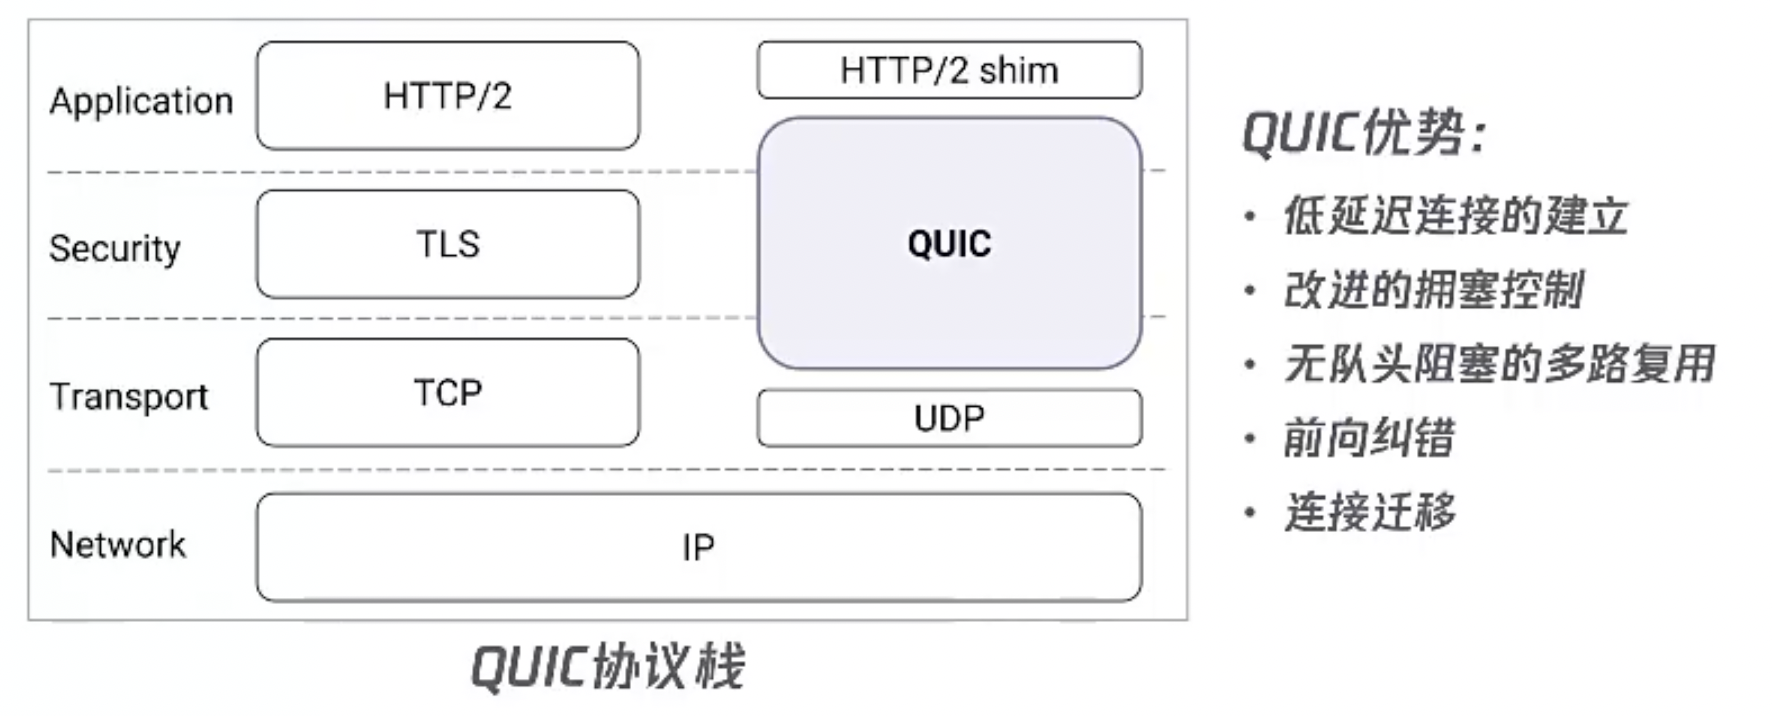 Application
HTTP/2
HTTP/2 shim
Security
TLS
QUIC
Transport
TCP
UDP
Network
IP
QUIC协议栈
QUIC优势：
• 低延迟连接的建立
• 改进的拥塞控制
• 无队头阻塞的多路复用
• 前向纠错
• 连接迁移